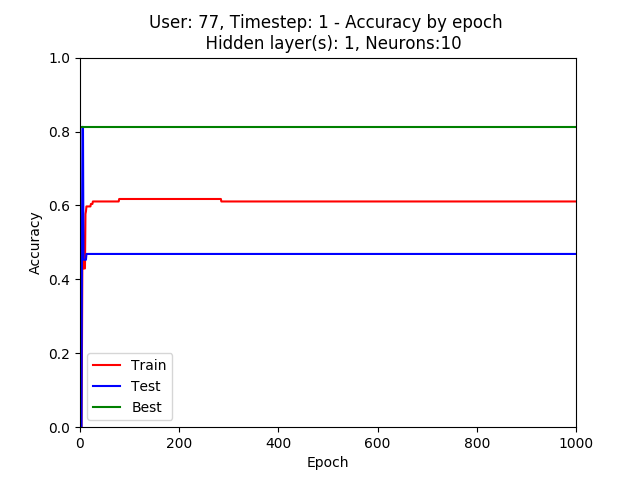 User: 77, Timestep: 1 - Accuracy by epoch
Hidden layer(s): 1, Neurons:10
1.0
0.8
0.6
0.4
0.2
0.0
Accuracy
Train
Test
Best
0 200 400 600 800 1000
Epoch